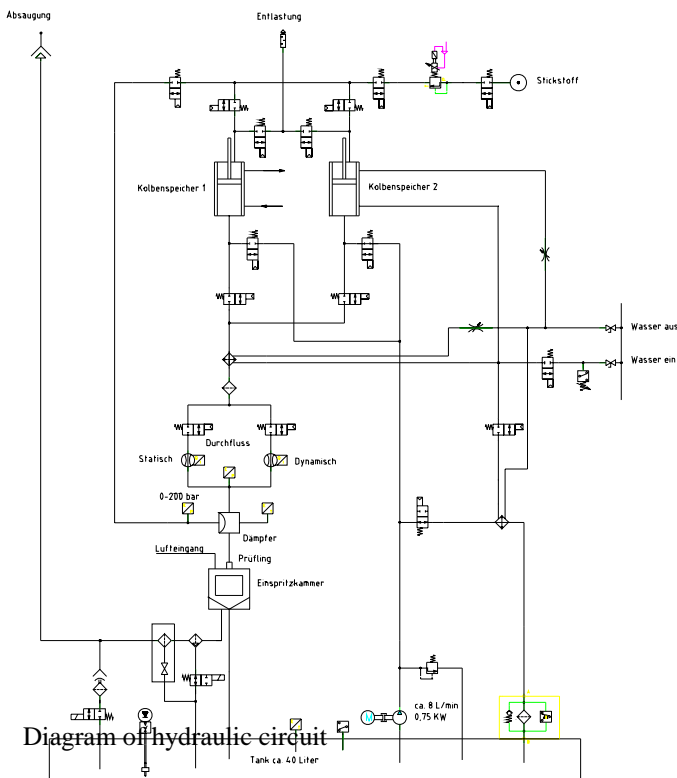 Absaugung
Entlastung
Stickstoff
Kolbenspeicher 1
Kolbenspeicher 2
Wasser aus
Wasser ein
Durchfluss
Statisch
Dynamisch
0-200 bar
Dämpfer
Lufteingang
Prüfling
Einspritzkammer
M
ca. 8 L/min
0,75 KW
Diagram of hydraulic circuit
Tank ca. 40 Liter